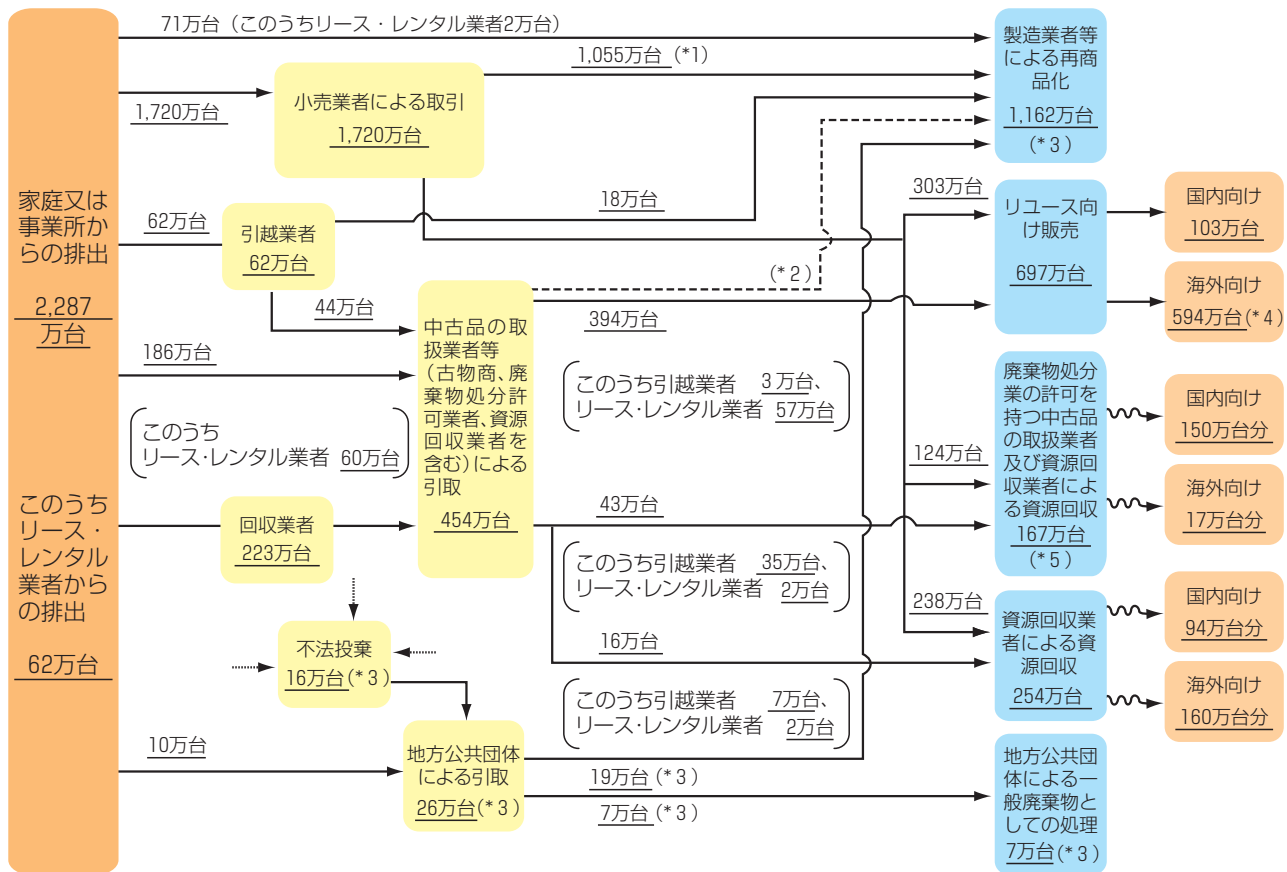 家庭又は
事業所か
らの排出
2,287
万台
このうち
リース・
レンタル
業者から
の排出
62万台
71万台（このうちリース・レンタル業者2万台）
1,720万台
小売業者による取引
1,720万台
1,055万台 (*1)
62万台
引越業者
62万台
18万台
44万台
186万台
このうち
リース・レンタル業者 60万台
回収業者
223万台
中古品の取
扱業者等
（古物商、廃
棄物処分許
可業者、資源
回収業者を
含む）による
引取
454万台
(*2)
394万台
このうち引越業者 3万台、
リース・レンタル業者 57万台
43万台
このうち引越業者 35万台、
リース・レンタル業者 2万台
16万台
このうち引越業者 7万台、
リース・レンタル業者 2万台
不法投棄
16万台(*3)
10万台
地方公共団体
による引取
26万台(*3)
19万台(*3)
7万台(*3)
製造業者等
による再商
品化
1,162万台
(*3)
303万台
リユース向
け販売
697万台
国内向け
103万台
海外向け
594万台(*4)
124万台
廃棄物処分
業の許可を
持つ中古品
の取扱業者
及び資源回
収業者によ
る資源回収
167万台
(*5)
国内向け
150万台分
海外向け
17万台分
238万台
資源回収業
者による資
源回収
254万台
国内向け
94万台分
海外向け
160万台分
地方公共団
体による一
般廃棄物と
しての処理
7万台(*3)